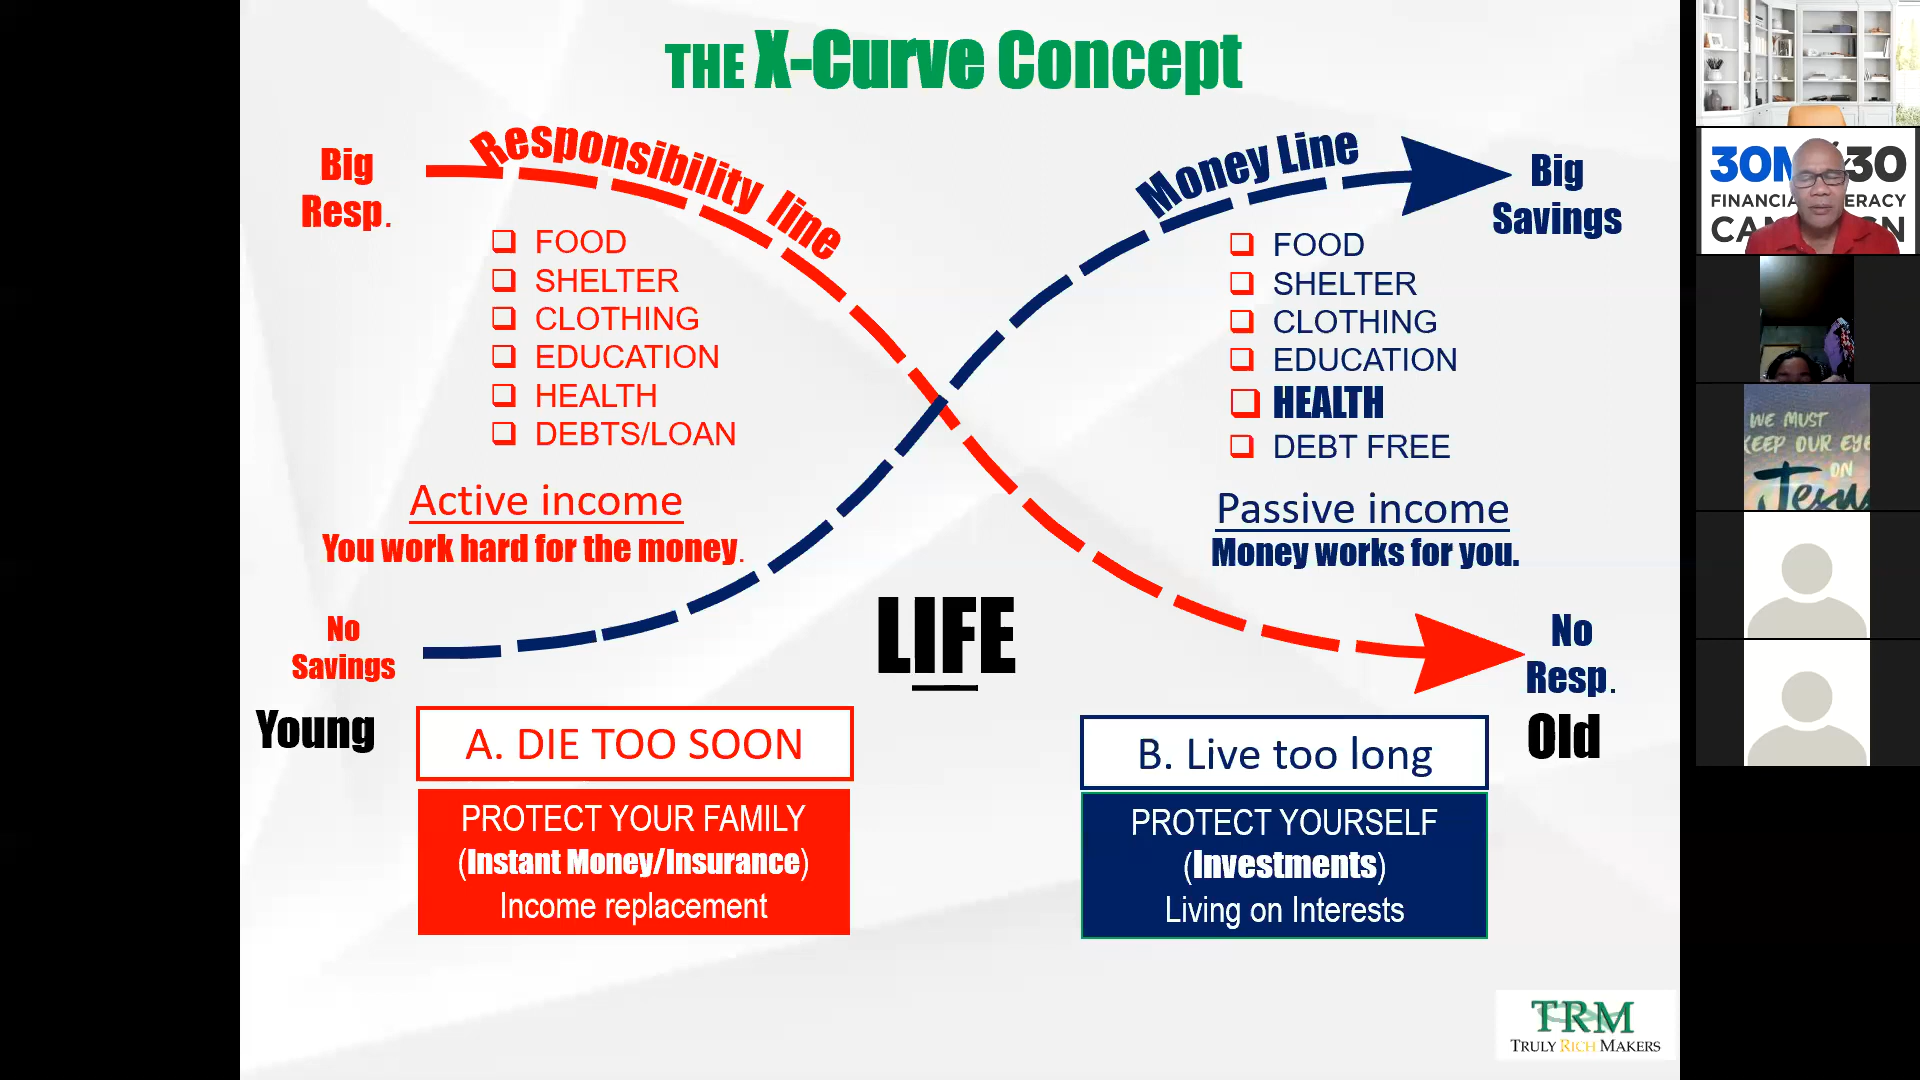 THE X-Curve Concept
Responsibility line
Money Line
Big
Resp.
Big
Savings
FOOD
SHELTER
CLOTHING
EDUCATION
HEALTH
DEBTS/LOAN
FOOD
SHELTER
CLOTHING
EDUCATION
HEALTH
DEBT FREE
Active income
You work hard for the money.
Passive income
Money works for you.
LIFE
No
Savings
No
Resp.
Young
Old
A. DIE TOO SOON
PROTECT YOUR FAMILY
(Instant Money/Insurance)
Income replacement
B. Live too long
PROTECT YOURSELF
(Investments)
Living on Interests
TRM
TRULY RICH MAKERS
30
FINANCIA
ERACY
WE MUST
KEEP OUR EYE
ON
Jesu